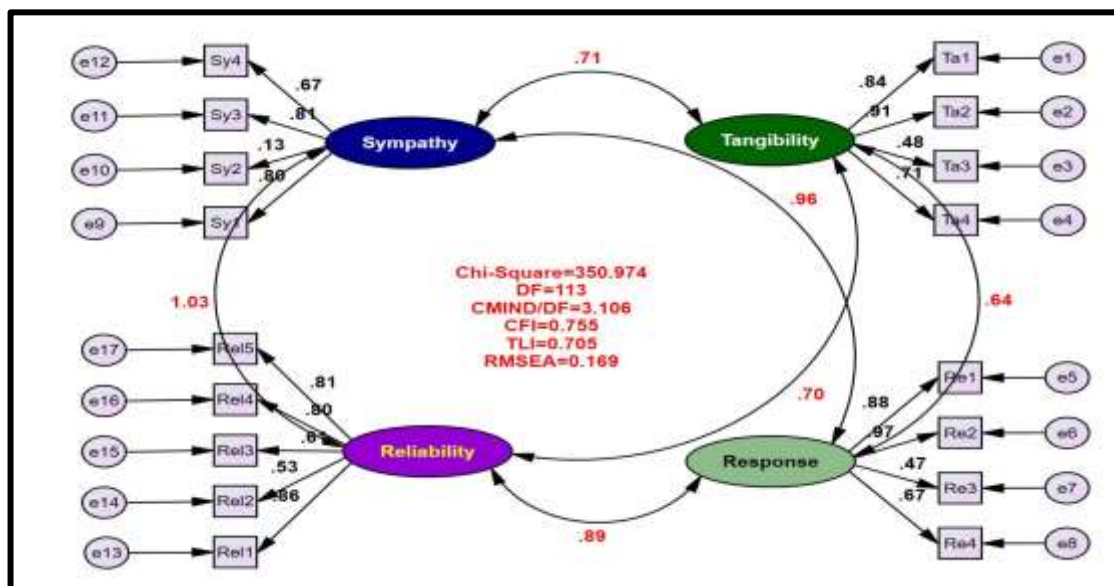 e12 Sy4 .67 .71 .84 Ta1 e1
e11 Sy3 .81 .91 Ta2 e2
Sympathy Tangibility
e10 Sy2 .13 .48 Ta3 e3
e9 Sy1 .80 .71 Ta4 e4
.96
Chi-Square=350.974
DF=113
CMIND/DF=3.106
CFI=0.755
TLI=0.705
RMSEA=0.169
1.03 .64
e17 Rel5 .81 .70 .88 Re1 e5
e16 Rel4 .80 .97 Re2 e6
Reliability Response
e15 Rel3 .47 Re3 e7
e14 Rel2 .53 .67 Re4 e8
e13 Rel1 .86
.89